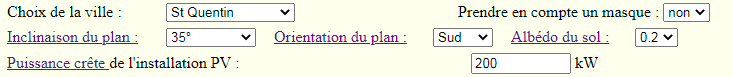 Choix de la ville : St Quentin Prendre en compte un masque : non
Inclinaison du plan : 35° Orientation du plan : Sud Albédo du sol : 0.2
Puissance crête de l'installation PV : 200 kW